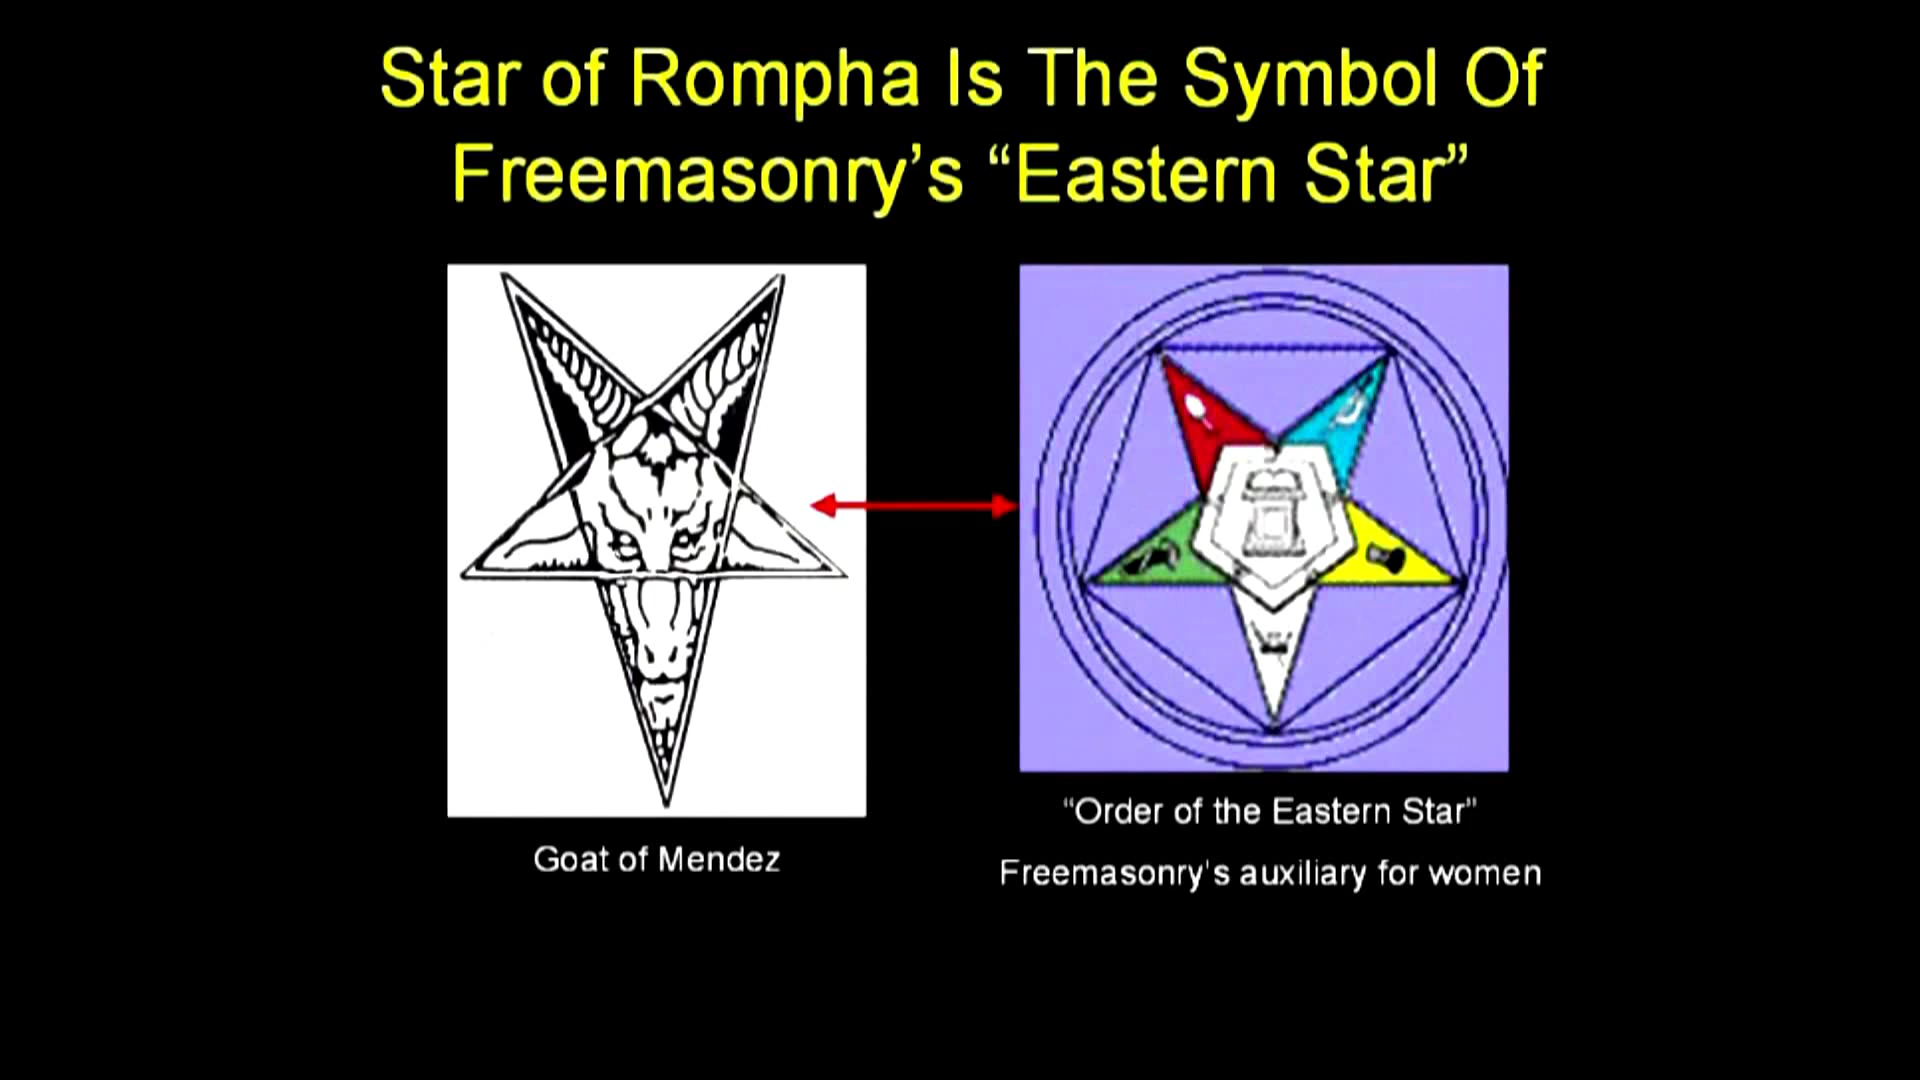 Star of Rompha Is The Symbol Of
Freemasonry’s “Eastern Star”
Goat of Mendez
“Order of the Eastern Star”
Freemasonry's auxiliary for women